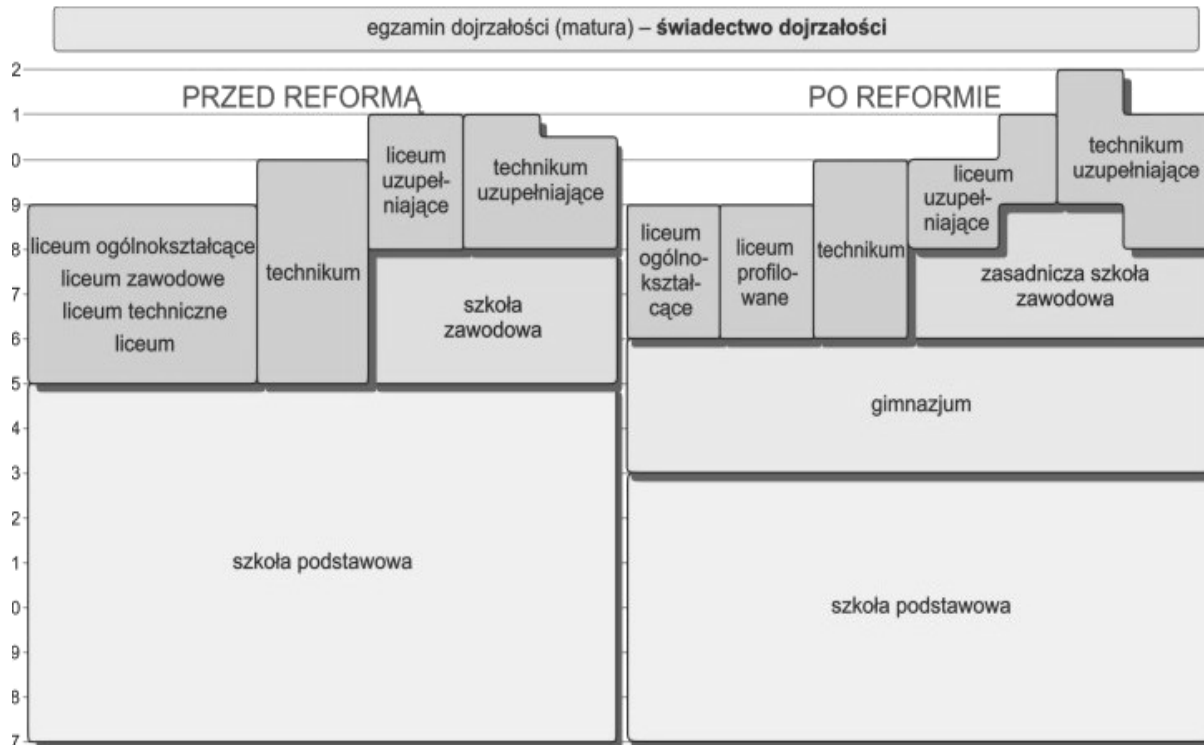 egzamin dojrzałości (matura) – świadectwo dojrzałości
PRZED REFORMĄ
PO REFORMIE
2
1
0
9
8
7
6
5
4
3
2
1
0
9
8
7
liceum ogólnokształcące
liceum zawodowe
liceum techniczne
liceum
technikum
liceum
uzupeł-
niające
technikum
uzupełniające
szkoła
zawodowa
szkoła podstawowa
liceum
ogólno-
kształ-
cące
liceum
profilo-
wane
technikum
liceum
uzupeł-
niające
technikum
uzupełniające
zasadnicza szkoła
zawodowa
gimnazjum
szkoła podstawowa